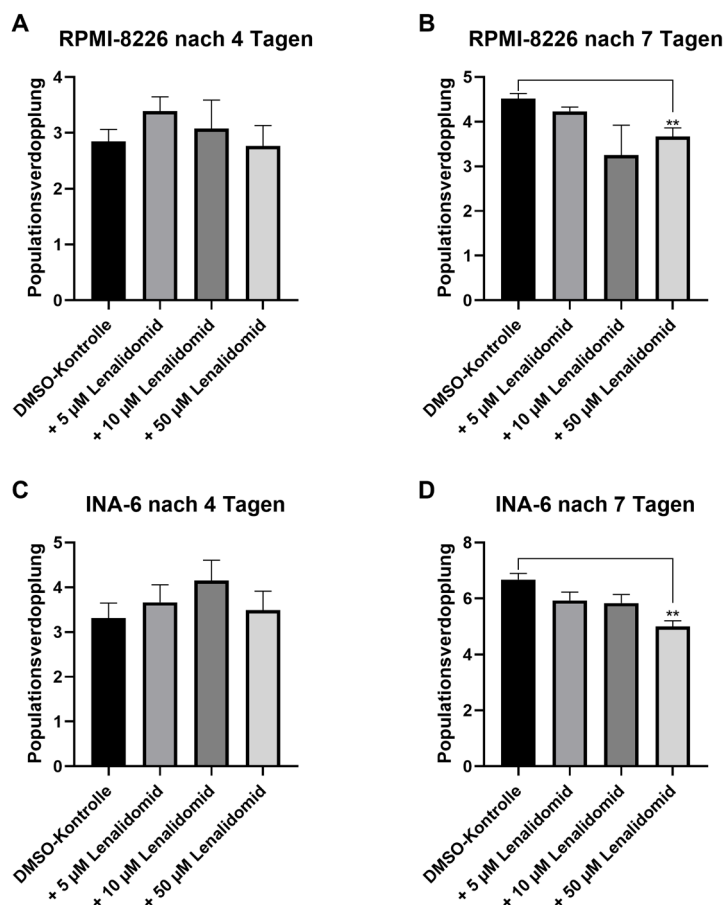 A
RPMI-8226 nach 4 Tagen
Populationsverdopplung
4
3
2
1
0
DMSO-Kontrolle
+ 5 µM Lenalidomid
+ 10 µM Lenalidomid
+ 50 µM Lenalidomid
B
RPMI-8226 nach 7 Tagen
Populationsverdopplung
5
4
3
2
1
0
**
DMSO-Kontrolle
+ 5 µM Lenalidomid
+ 10 µM Lenalidomid
+ 50 µM Lenalidomid
C
INA-6 nach 4 Tagen
Populationsverdopplung
5
4
3
2
1
0
DMSO-Kontrolle
+ 5 µM Lenalidomid
+ 10 µM Lenalidomid
+ 50 µM Lenalidomid
D
INA-6 nach 7 Tagen
Populationsverdopplung
8
6
4
2
0
**
DMSO-Kontrolle
+ 5 µM Lenalidomid
+ 10 µM Lenalidomid
+ 50 µM Lenalidomid